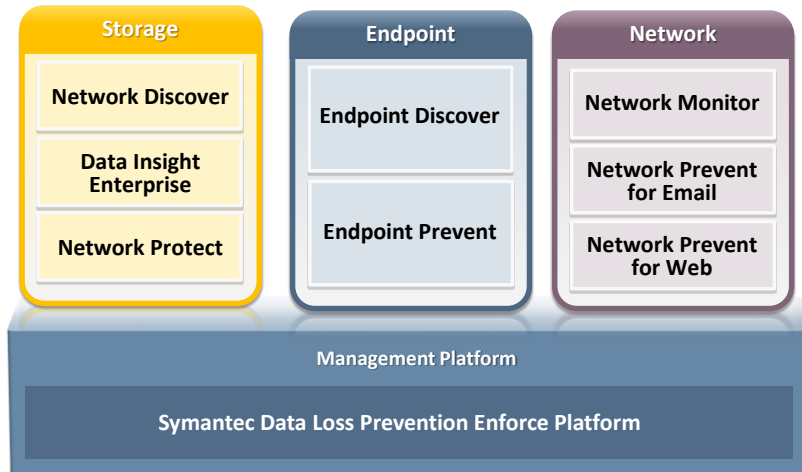 Storage
Network Discover
Data Insight
Enterprise
Network Protect
Endpoint
Endpoint Discover
Endpoint Prevent
Network
Network Monitor
Network Prevent
for Email
Network Prevent
for Web
Management Platform
Symantec Data Loss Prevention Enforce Platform